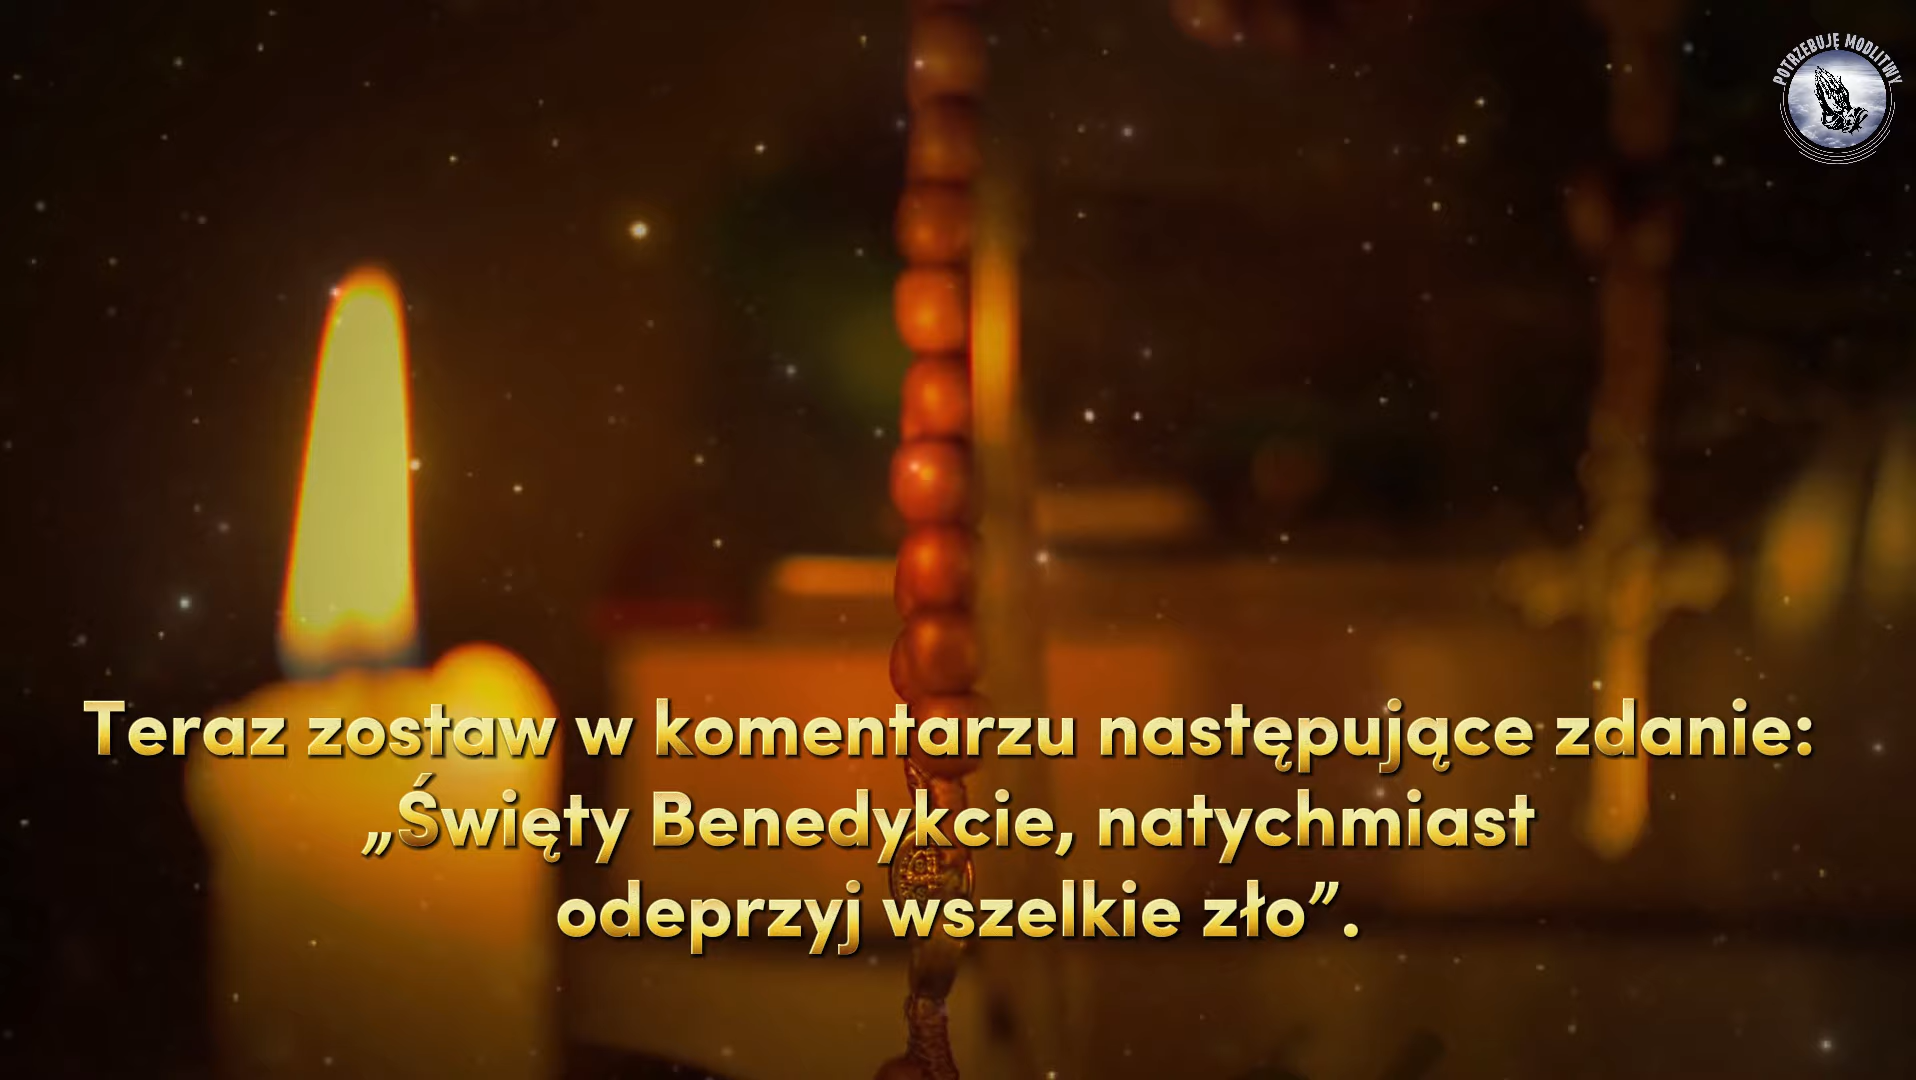 POTRZEBUJĘ MODLITWY
Teraz zostaw w komentarzu następujące zdanie:
„Święty Benedykcie, natychmiast
odeprzyj wszelkie zło”.